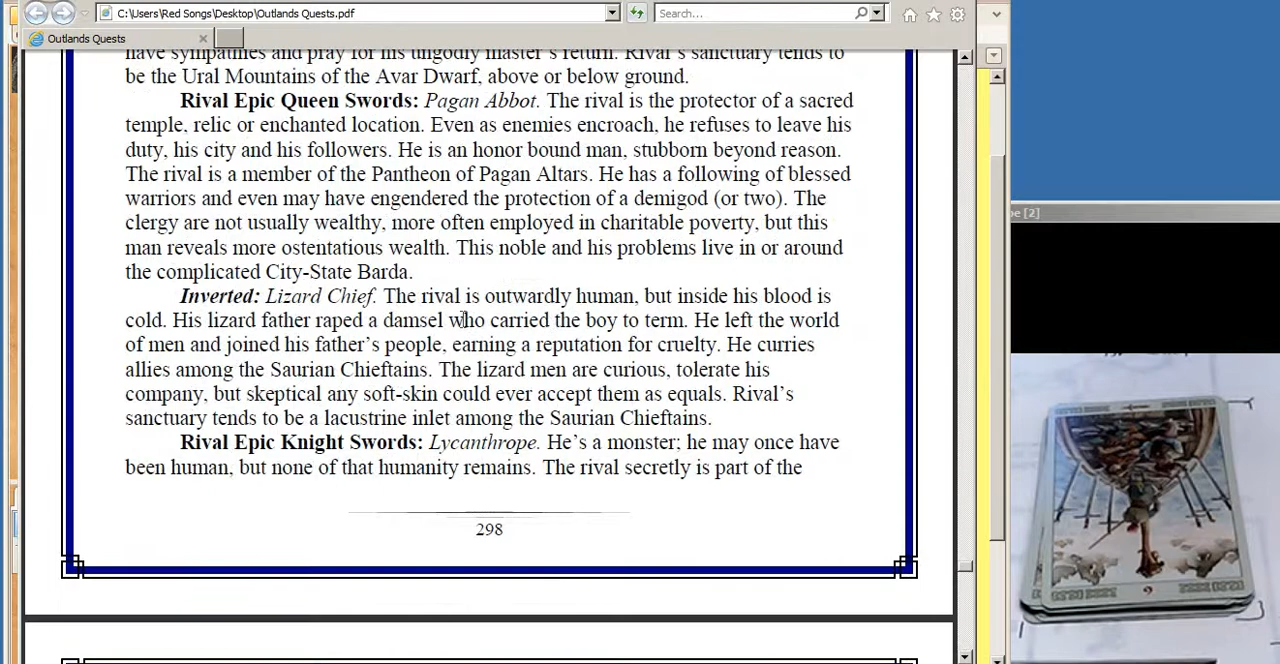 C:\Users\Red Songs\Desktop\Outlands Quests.pdf
Search...
Outlands Quests
have sympathies and pray for his ungodly master's return. Rival's sanctuary tends to
be the Ural Mountains of the Avar Dwarf, above or below ground.
Rival Epic Queen Swords: Pagan Abbot. The rival is the protector of a sacred
temple, relic or enchanted location. Even as enemies encroach, he refuses to leave his
duty, his city and his followers. He is an honor bound man, stubborn beyond reason.
The rival is a member of the Pantheon of Pagan Altars. He has a following of blessed
warriors and even may have engendered the protection of a demigod (or two). The
clergy are not usually wealthy, more often employed in charitable poverty, but this
man reveals more ostentatious wealth. This noble and his problems live in or around
the complicated City-State Barda.
Inverted: Lizard Chief. The rival is outwardly human, but inside his blood is
cold. His lizard father raped a damsel who carried the boy to term. He left the world
of men and joined his father's people, earning a reputation for cruelty. He curries
allies among the Saurian Chieftains. The lizard men are curious, tolerate his
company, but skeptical any soft-skin could ever accept them as equals. Rival's
sanctuary tends to be a lacustrine inlet among the Saurian Chieftains.
Rival Epic Knight Swords: Lycanthrope. He's a monster; he may once have
been human, but none of that humanity remains. The rival secretly is part of the
298
pe [2]